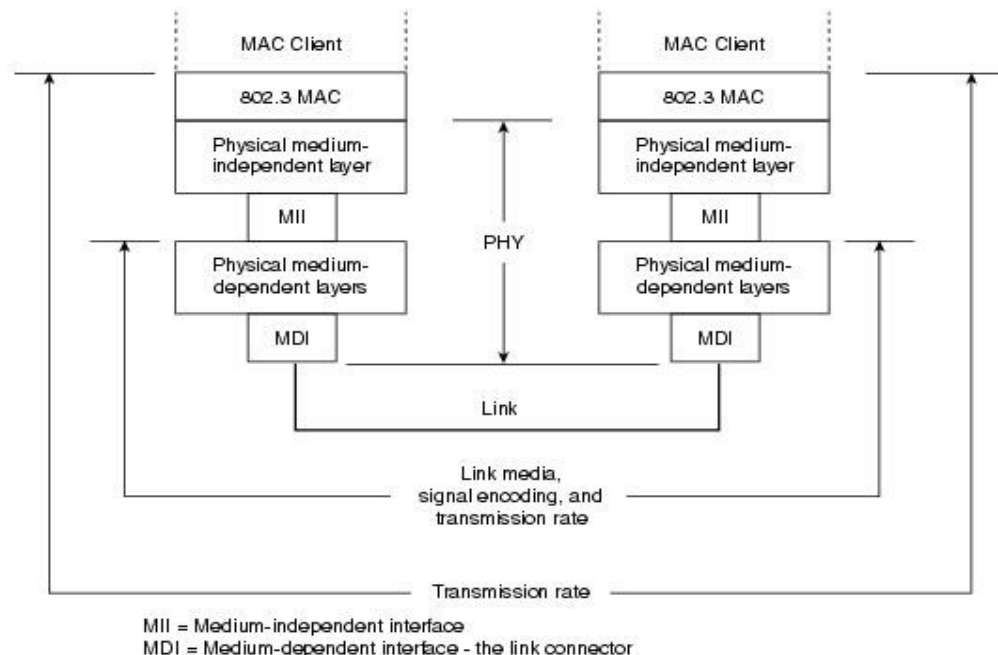 MAC Client
MAC Client
802.3 MAC
802.3 MAC
Physical medium-
independent layer
Physical medium-
independent layer
MII
PHY
MII
Physical medium-
dependent layers
Physical medium-
dependent layers
MDI
MDI
Link
Link media,
signal encoding, and
transmission rate
Transmission rate
MII = Medium-independent interface
MDI = Medium-dependent interface - the link connector